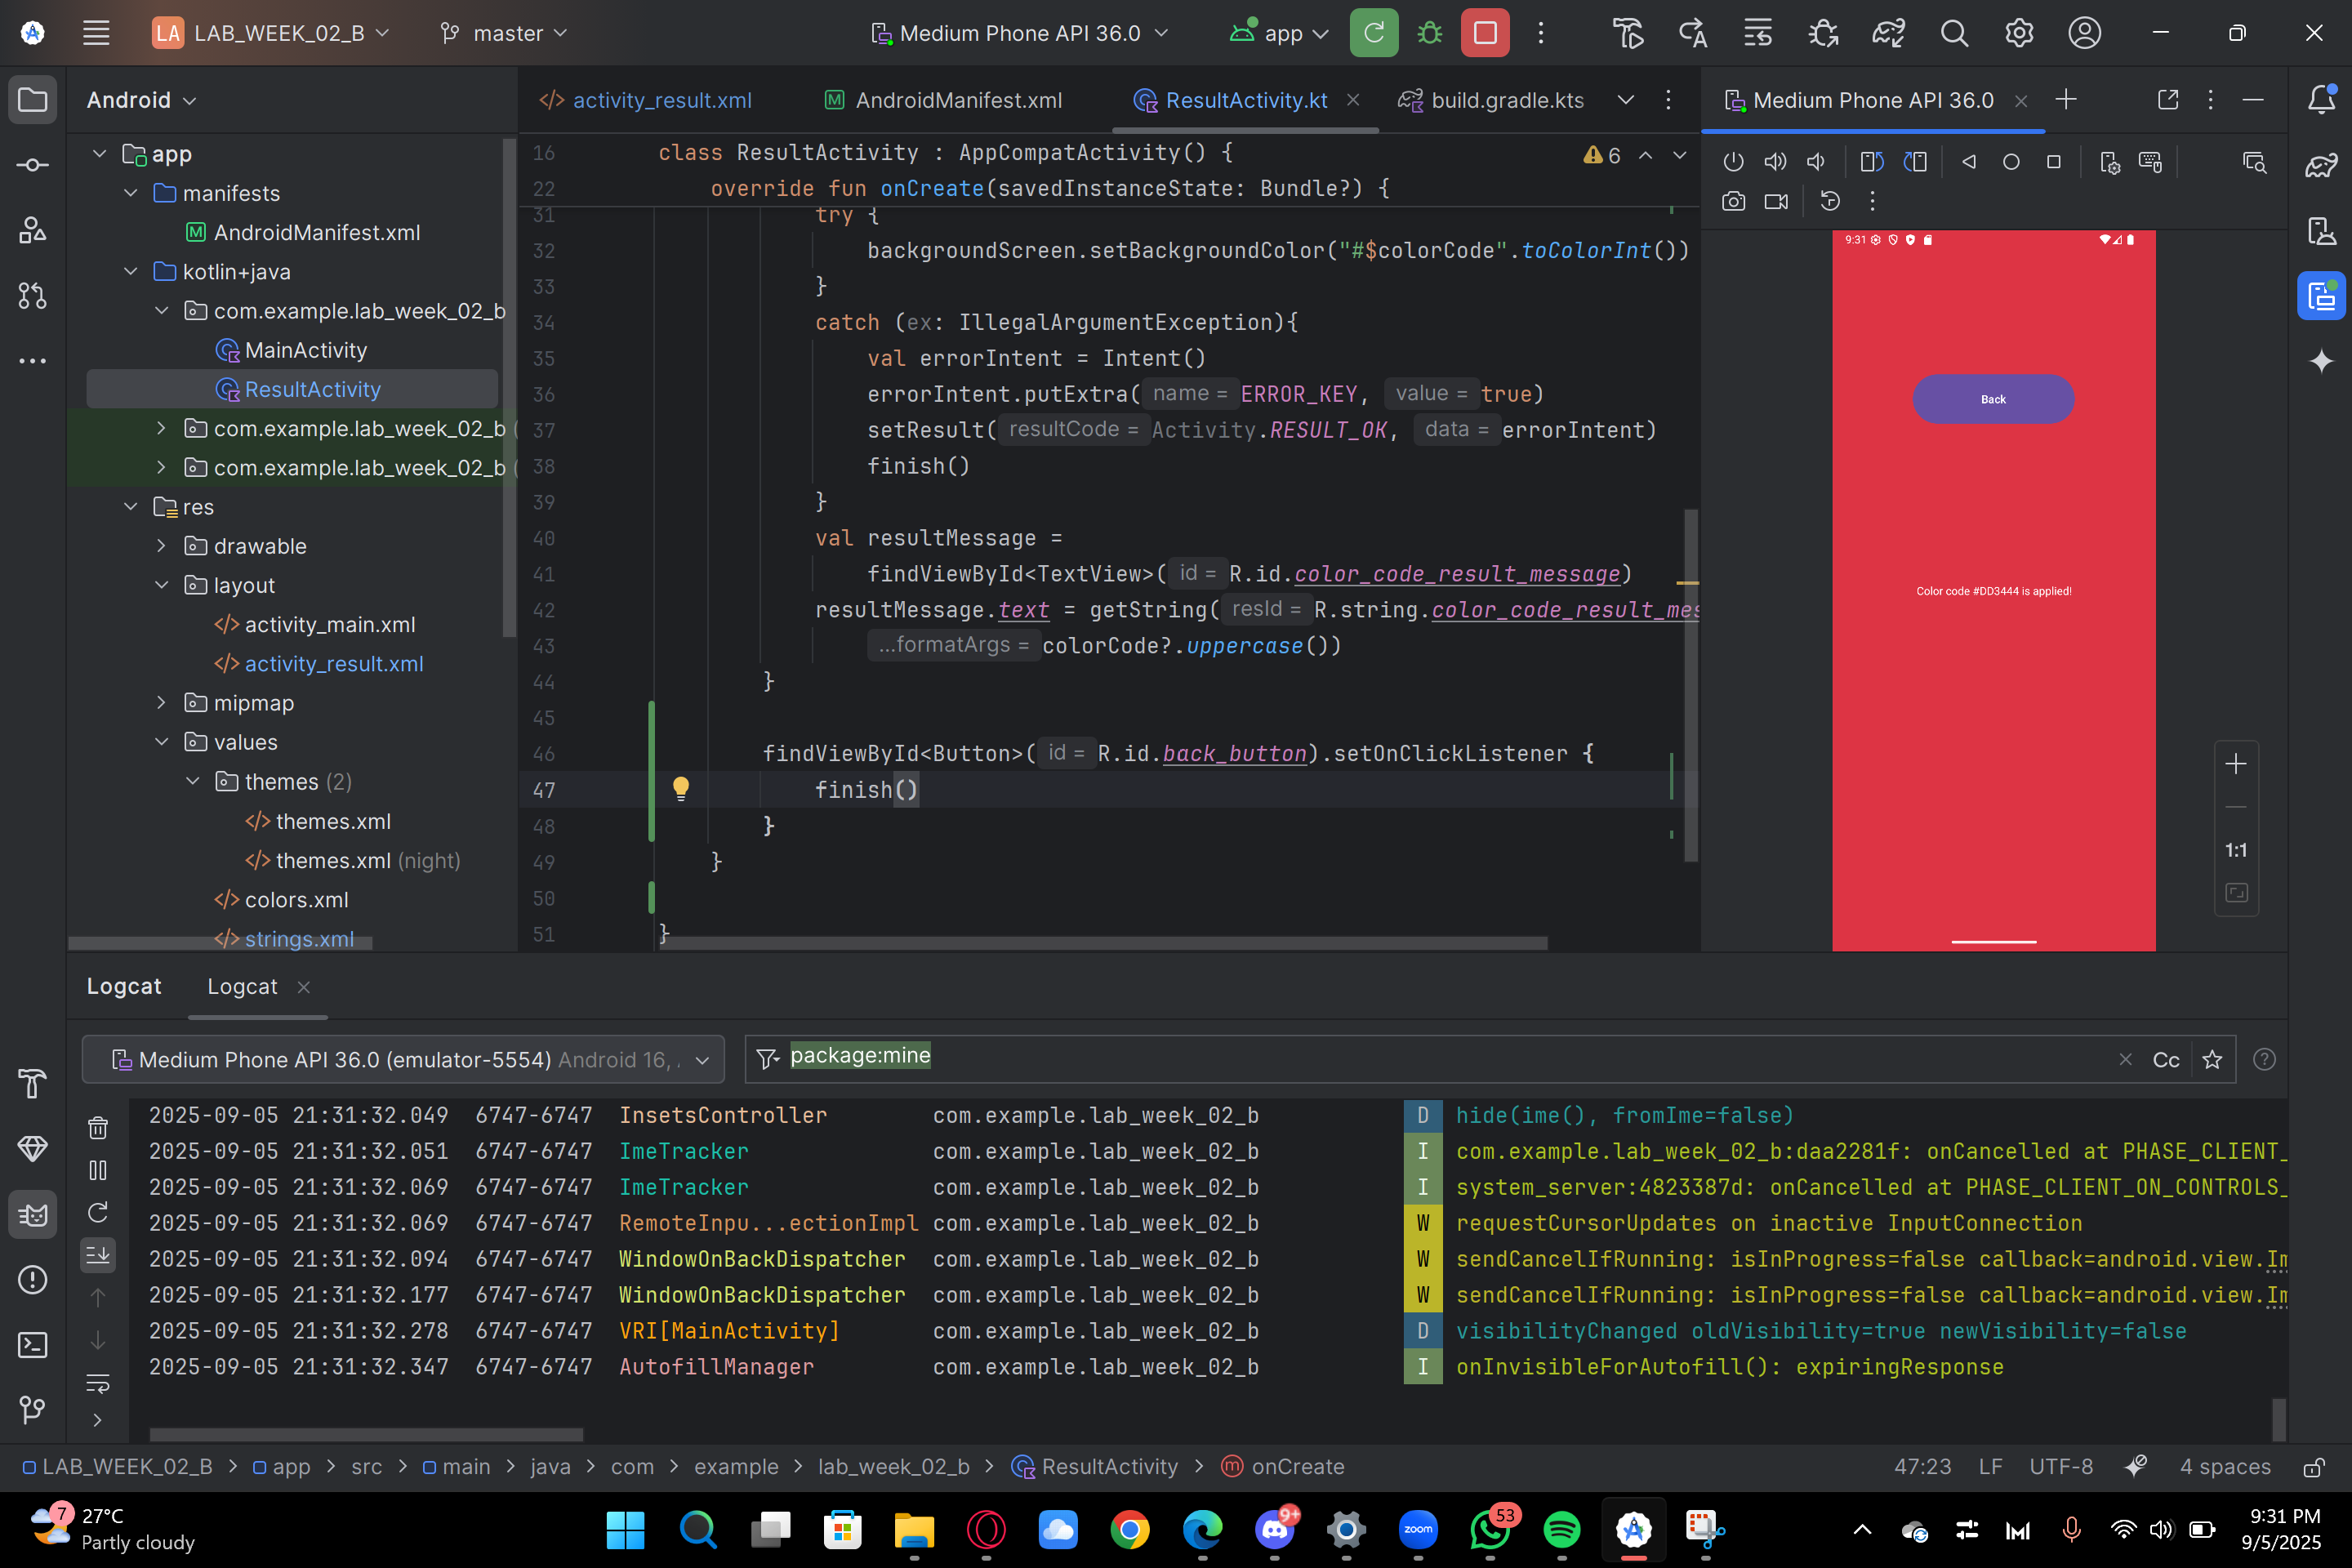 LA LAB_WEEK_02_B master Medium Phone API 36.0 app
Android
app
manifests
AndroidManifest.xml
kotlin+java
com.example.lab_week_02_b
MainActivity
ResultActivity
com.example.lab_week_02_b (
com.example.lab_week_02_b (
res
drawable
layout
activity_main.xml
activity_result.xml
mipmap
values
themes (2)
themes.xml
themes.xml (night)
colors.xml
strings.xml
activity_result.xml AndroidManifest.xml ResultActivity.kt build.gradle.kts
16 class ResultActivity : AppCompatActivity() {
6
22 override fun onCreate(savedInstanceState: Bundle?) {
31 try {
32 backgroundScreen.setBackgroundColor("#$colorCode".toColorInt())
33 }
34 catch (ex: IllegalArgumentException){
35 val errorIntent = Intent()
36 errorIntent.putExtra( name = ERROR_KEY, value = true)
37 setResult( resultCode = Activity.RESULT_OK, data = errorIntent)
38 finish()
39 }
40 val resultMessage =
41 findViewById<TextView>( id = R.id.color_code_result_message)
42 resultMessage.text = getString( resId = R.string.color_code_result_mes
43 ...formatArgs = colorCode?.uppercase())
44 }
45
46 findViewById<Button>( id = R.id.back_button).setOnClickListener {
47 finish()
48 }
49 }
50
51 }
Medium Phone API 36.0
9:31
Back
Color code #DD3444 is applied!
1:1
Logcat Logcat
Medium Phone API 36.0 (emulator-5554) Android 16, . package:mine Cc
2025-09-05 21:31:32.049 6747-6747 InsetsController com.example.lab_week_02_b D hide(ime(), fromIme=false)
2025-09-05 21:31:32.051 6747-6747 ImeTracker com.example.lab_week_02_b I com.example.lab_week_02_b:daa2281f: onCancelled at PHASE_CLIENT_
2025-09-05 21:31:32.069 6747-6747 ImeTracker com.example.lab_week_02_b I system_server:4823387d: onCancelled at PHASE_CLIENT_ON_CONTROLS_
2025-09-05 21:31:32.069 6747-6747 RemoteInpu...ectionImpl com.example.lab_week_02_b W requestCursorUpdates on inactive InputConnection
2025-09-05 21:31:32.094 6747-6747 WindowOnBackDispatcher com.example.lab_week_02_b W sendCancelIfRunning: isInProgress=false callback=android.view.Im
2025-09-05 21:31:32.177 6747-6747 WindowOnBackDispatcher com.example.lab_week_02_b W sendCancelIfRunning: isInProgress=false callback=android.view.Im
2025-09-05 21:31:32.278 6747-6747 VRI[MainActivity] com.example.lab_week_02_b D visibilityChanged oldVisibility=true newVisibility=false
2025-09-05 21:31:32.347 6747-6747 AutofillManager com.example.lab_week_02_b I onInvisibleForAutofill(): expiringResponse
LAB_WEEK_02_B > app > src > main > java > com > example > lab_week_02_b > ResultActivity > onCreate 47:23 LF UTF-8 4 spaces
7 27°C
Partly cloudy
9+
zoom
53
9:31 PM
9/5/2025